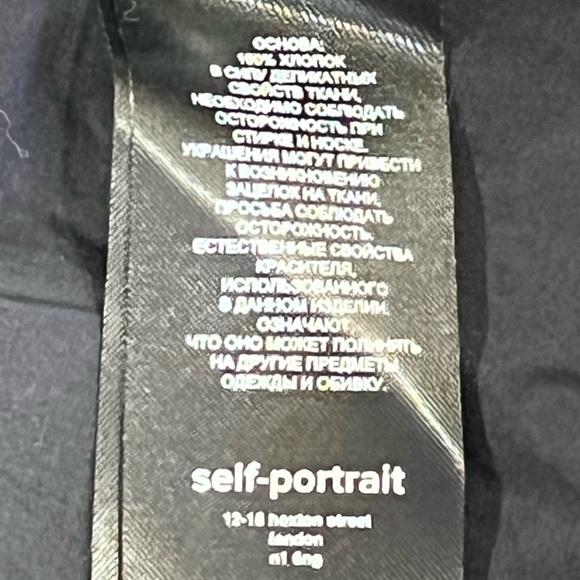 ОСНОВА:
100% ХЛОПОК
В СИЛУ ДЕЛИКАТНЫХ
СВОЙСТВ ТКАНИ,
НЕОБХОДИМО СОБЛЮДАТЬ
ОСТОРОЖНОСТЬ ПРИ
СТИРКЕ И НОСКЕ.
УКРАШЕНИЯ МОГУТ ПРИВЕСТИ
К ВОЗНИКНОВЕНИЮ
ЗАЦЕПОК НА ТКАНИ.
ПРОСЬБА СОБЛЮДАТЬ
ОСТОРОЖНОСТЬ.
ЕСТЕСТВЕННЫЕ СВОЙСТВА
КРАСИТЕЛЯ,
ИСПОЛЬЗОВАННОГО
В ДАННОМ ИЗДЕЛИИ,
ОЗНАЧАЮТ,
ЧТО ОНО МОЖЕТ ПОЛИНЯТЬ
НА ДРУГИЕ ПРЕДМЕТЫ
ОДЕЖДЫ И ОБИВКУ.
self-portrait
12-18 hoxton street
london
n1 6ng